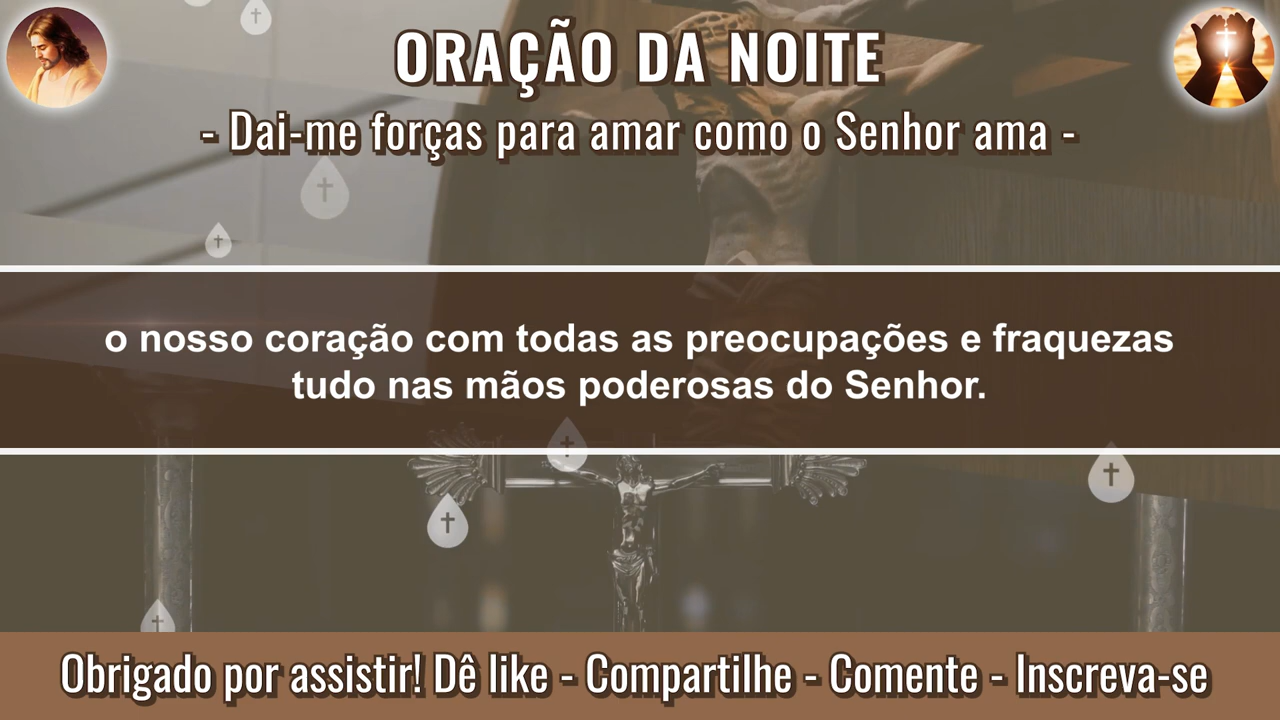 ORAÇÃO DA NOITE
- Dai-me forças para amar como o Senhor ama -
o nosso coração com todas as preocupações e fraquezas
tudo nas mãos poderosas do Senhor.
Obrigado por assistir! Dê like - Compartilhe - Comente - Inscreva-se